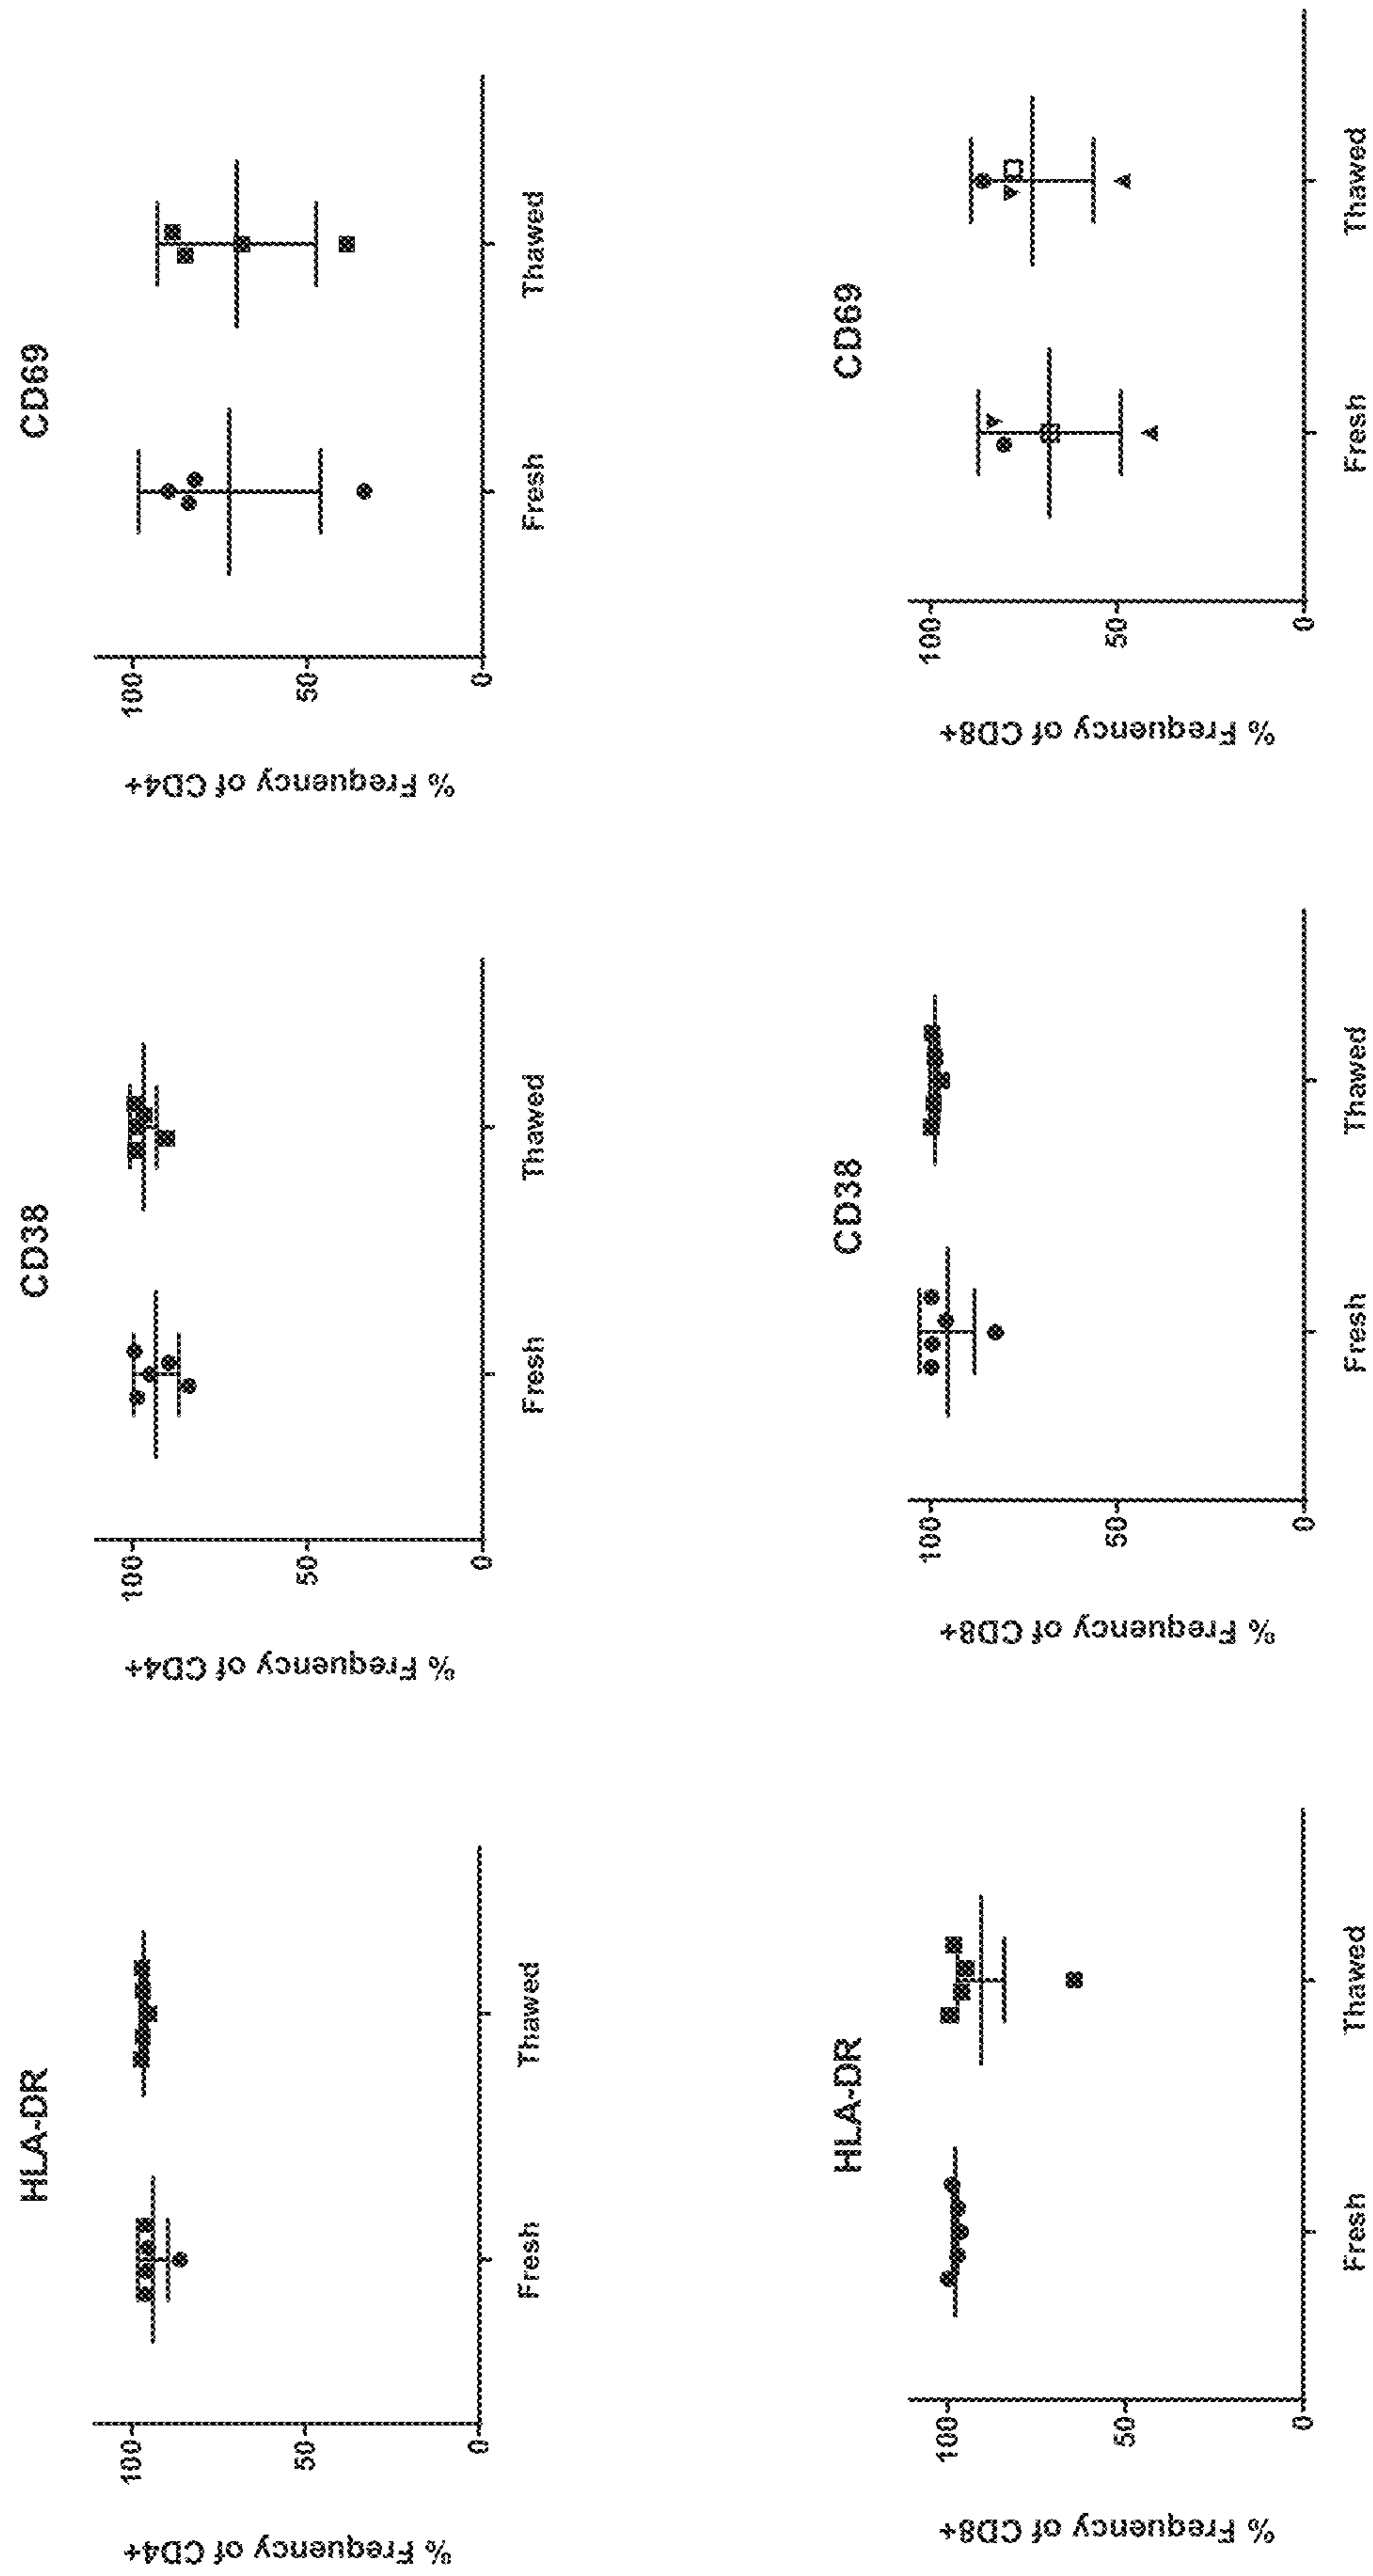 HLA-DR
% Frequency of CD4+
100
50
0
Fresh
Thawed
CD38
% Frequency of CD4+
100
50
0
Fresh
Thawed
CD69
% Frequency of CD4+
100
50
0
Fresh
Thawed
HLA-DR
% Frequency of CD8+
100
50
0
Fresh
Thawed
CD38
% Frequency of CD8+
100
50
0
Fresh
Thawed
CD69
% Frequency of CD8+
100
50
0
Fresh
Thawed